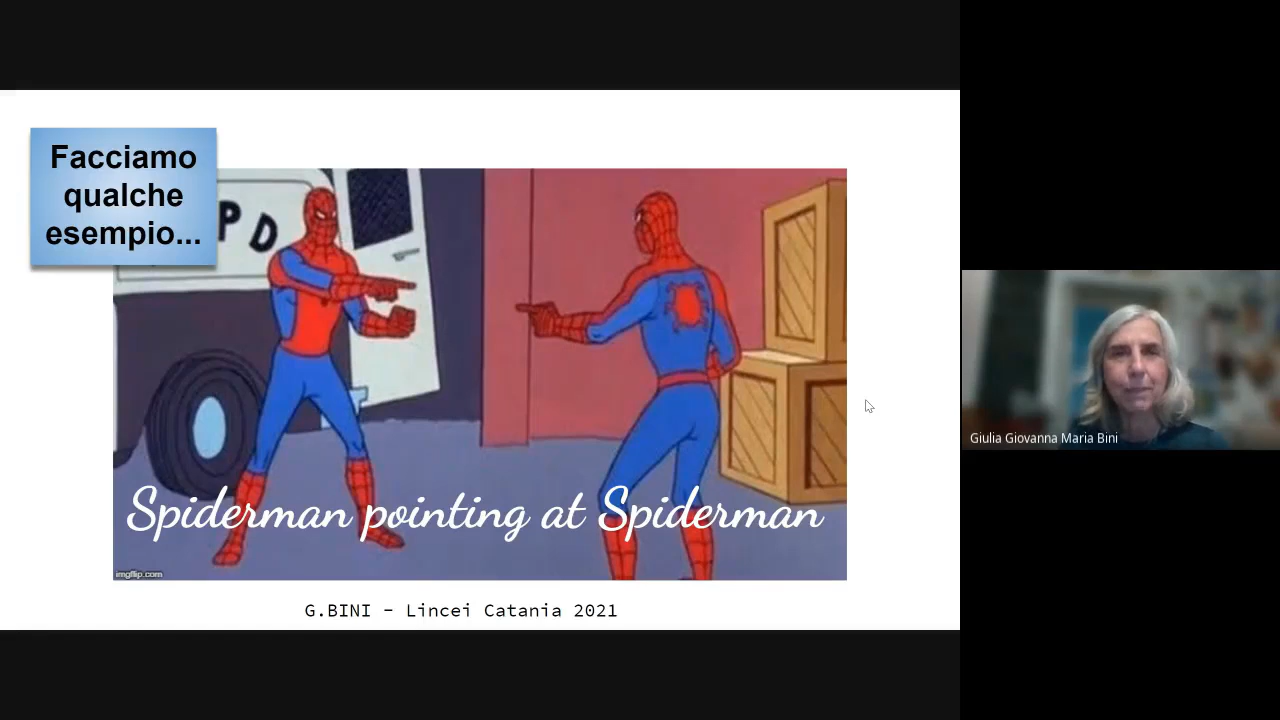 Facciamo
qualche
esempio...
PD
Spiderman pointing at Spiderman
imgflip.com
G.BINI – Lincei Catania 2021
Giulia Giovanna Maria Bini